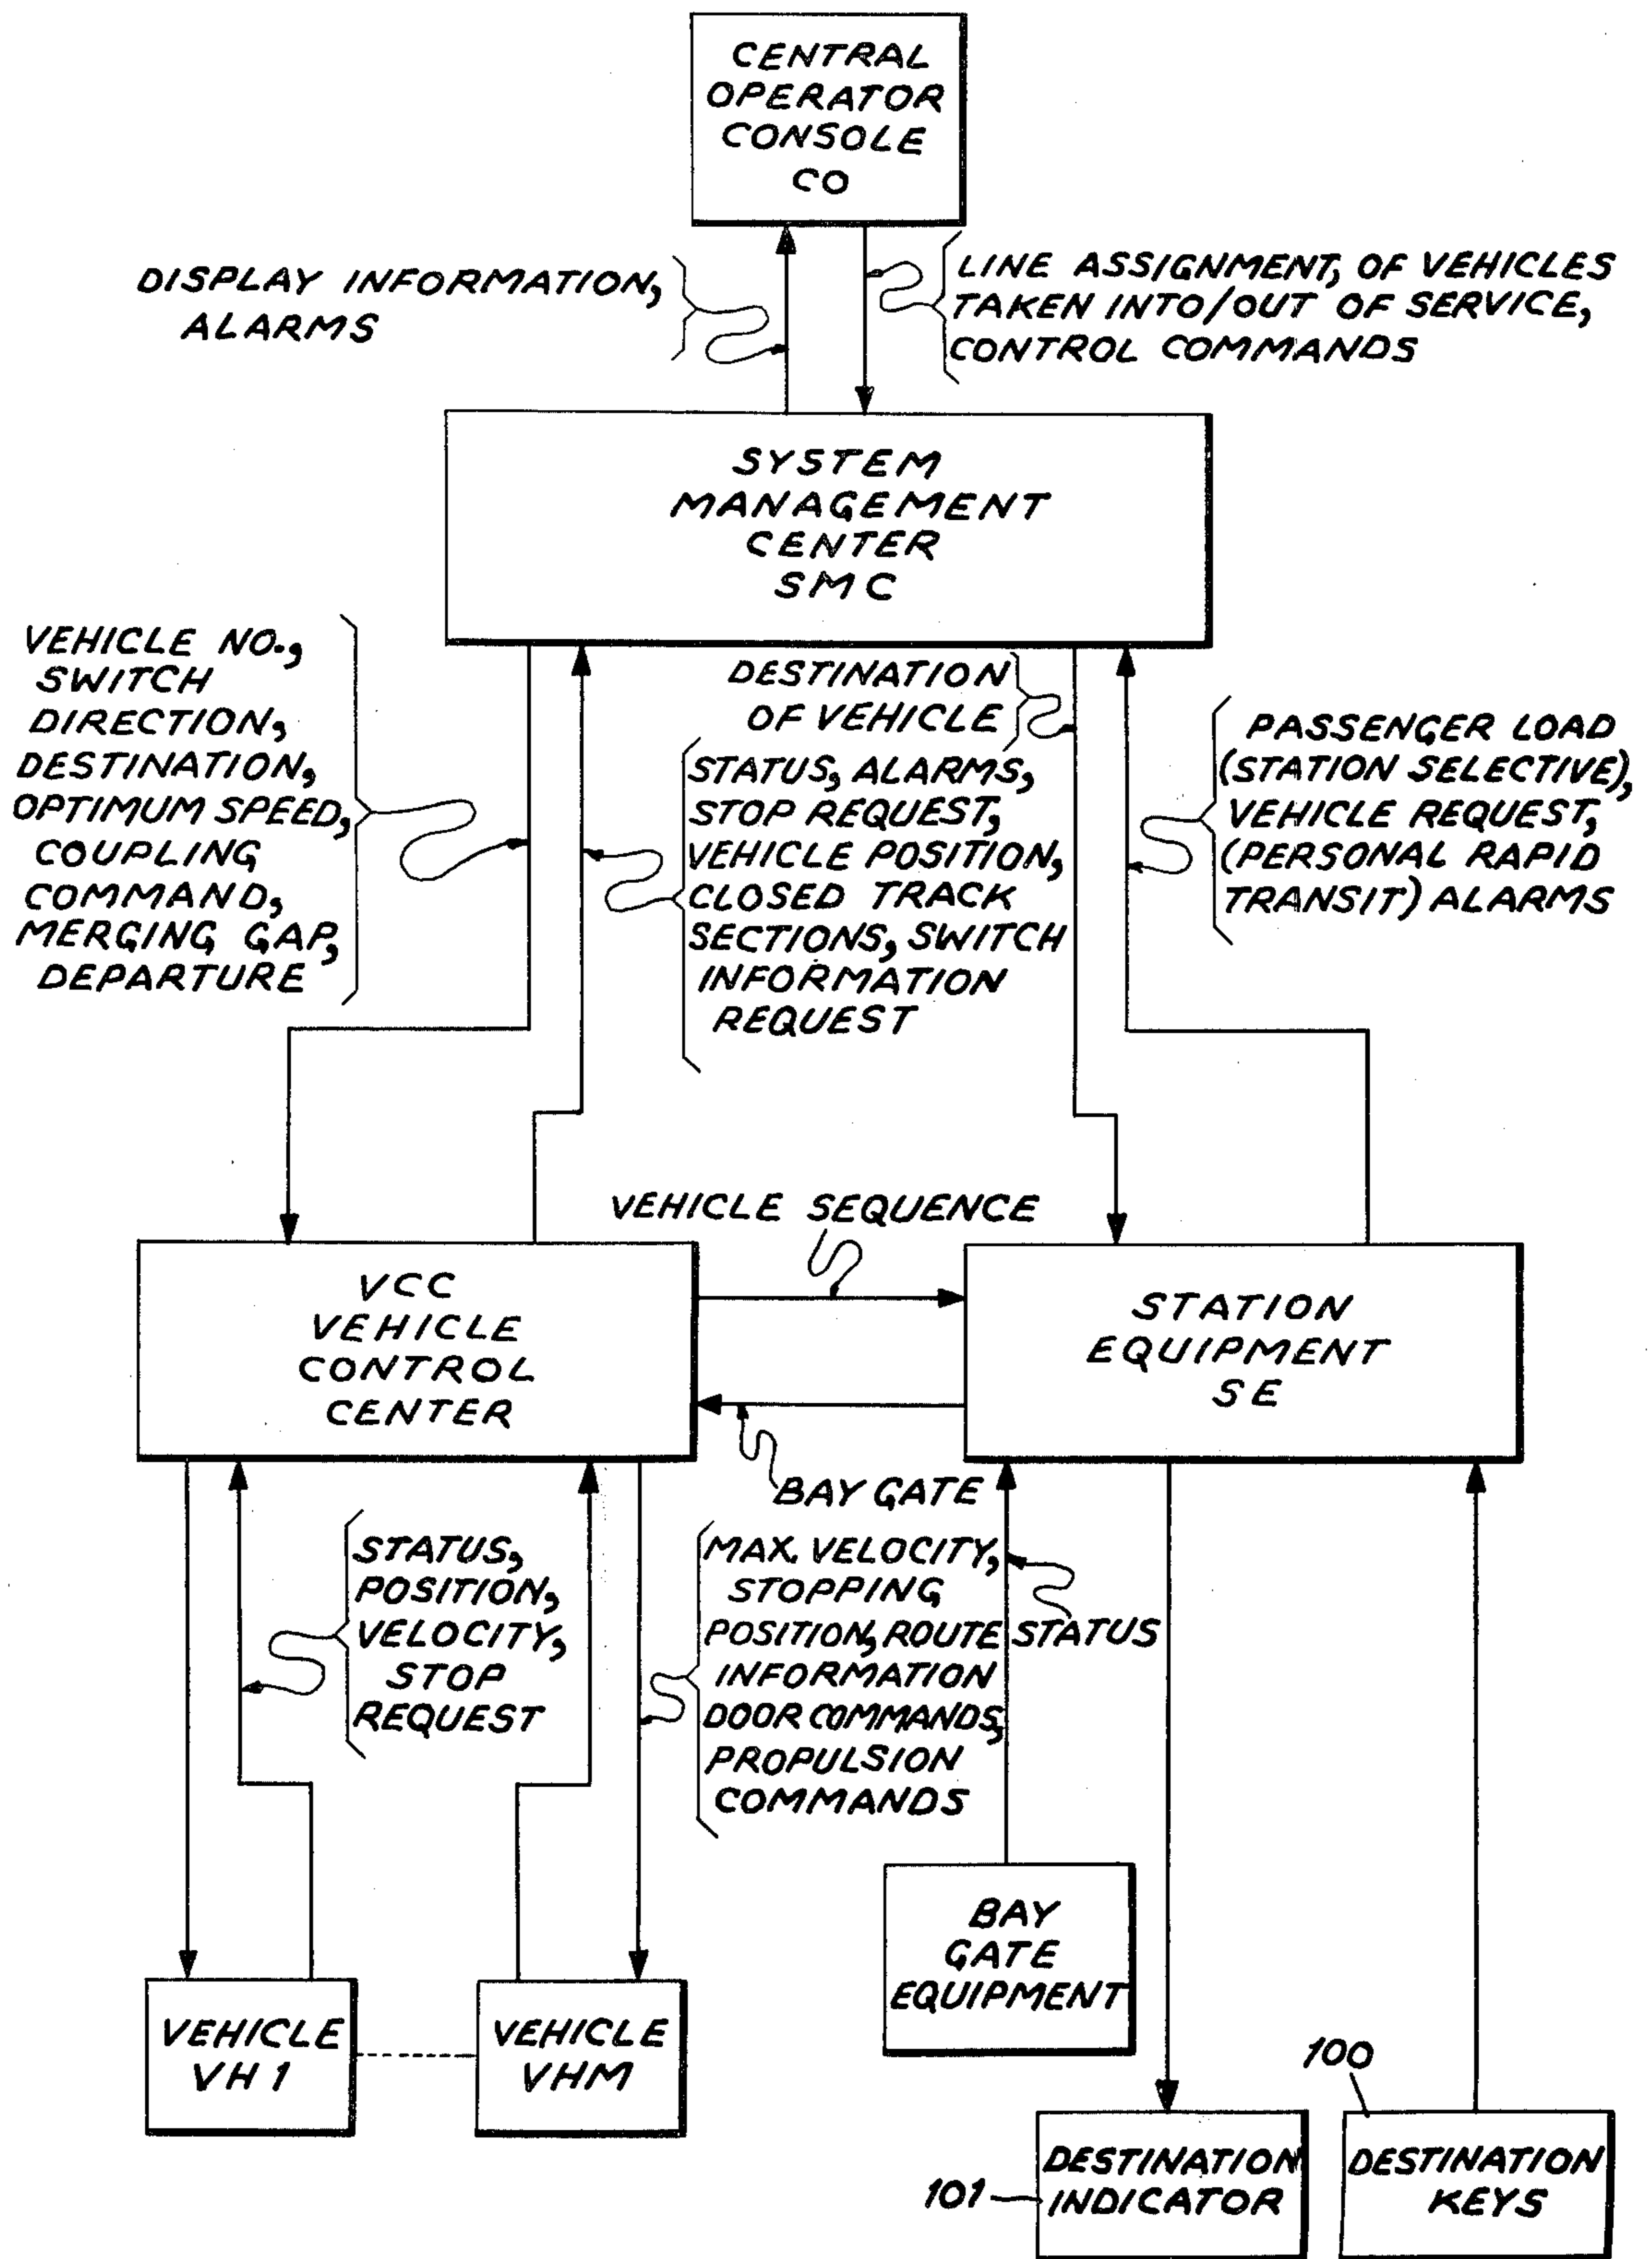 CENTRAL
OPERATOR
CONSOLE
CO
DISPLAY INFORMATION,
ALARMS
LINE ASSIGNMENT, OF VEHICLES
TAKEN INTO/OUT OF SERVICE,
CONTROL COMMANDS
SYSTEM
MANAGEMENT
CENTER
SMC
VEHICLE NO.,
SWITCH
DIRECTION,
DESTINATION,
OPTIMUM SPEED,
COUPLING
COMMAND,
MERGING GAP,
DEPARTURE
DESTINATION
OF VEHICLE
STATUS, ALARMS,
STOP REQUEST,
VEHICLE POSITION,
CLOSED TRACK
SECTIONS, SWITCH
INFORMATION
REQUEST
PASSENGER LOAD
(STATION SELECTIVE),
VEHICLE REQUEST,
(PERSONAL RAPID
TRANSIT) ALARMS
VEHICLE SEQUENCE
VCC
VEHICLE
CONTROL
CENTER
STATION
EQUIPMENT
SE
BAY GATE
STATUS,
POSITION,
VELOCITY,
STOP
REQUEST
MAX. VELOCITY,
STOPPING
POSITION, ROUTE
INFORMATION
DOOR COMMANDS,
PROPULSION
COMMANDS
STATUS
BAY
GATE
EQUIPMENT
VEHICLE
VH1
VEHICLE
VHM
100
101
DESTINATION
INDICATOR
DESTINATION
KEYS